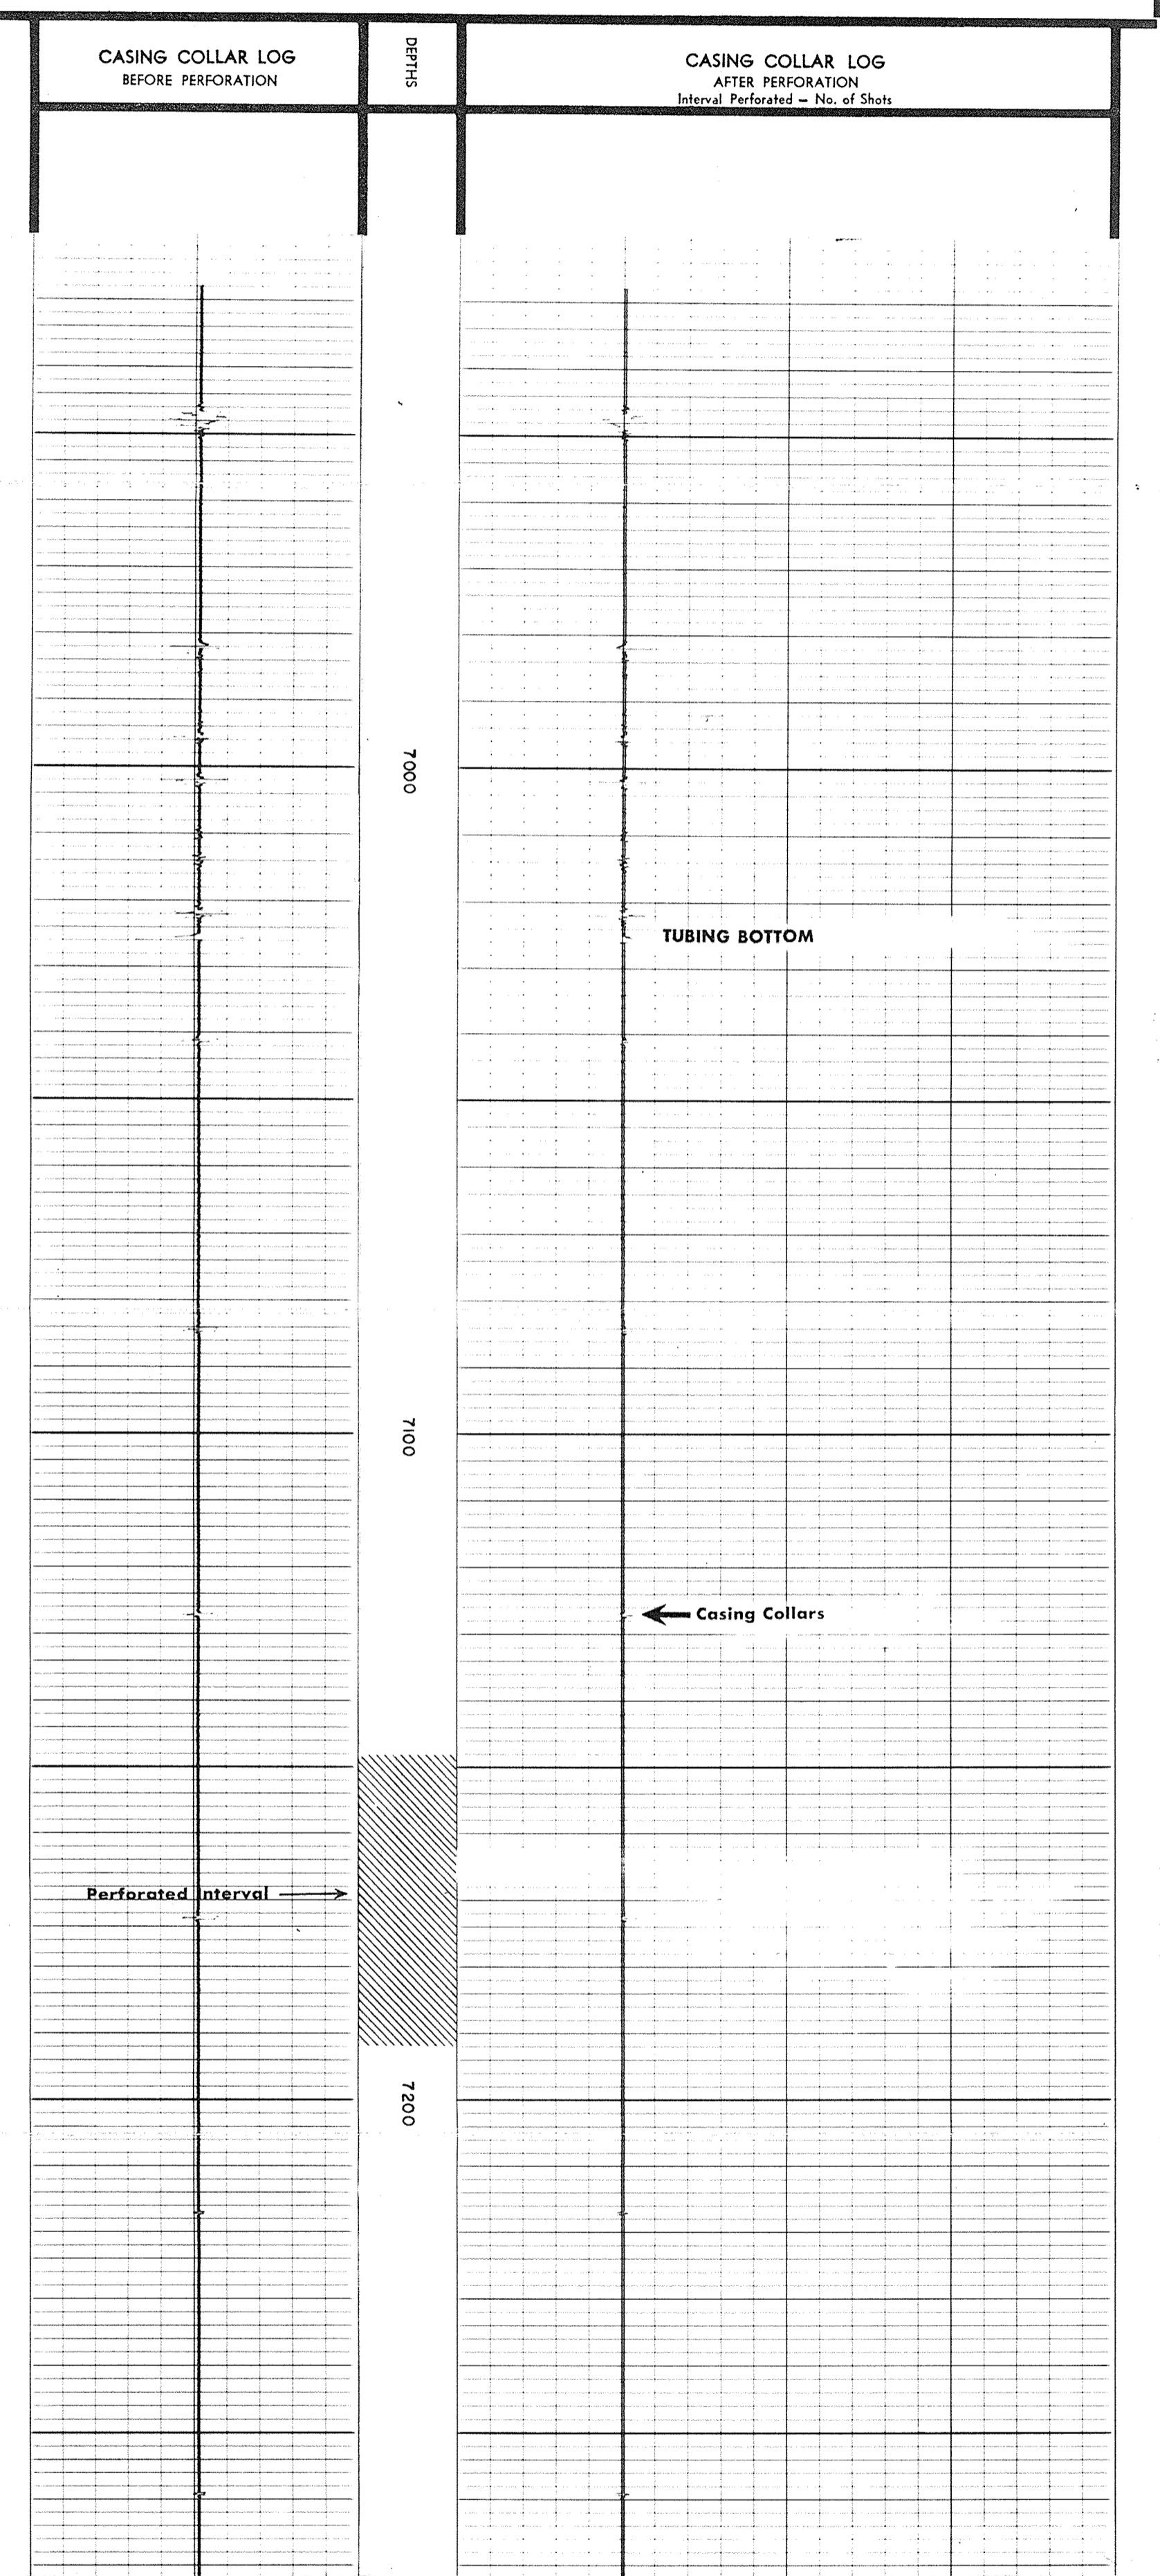 CASING COLLAR LOG
BEFORE PERFORATION
DEPTHS
CASING COLLAR LOG
AFTER PERFORATION
Interval Perforated – No. of Shots
7000
TUBING BOTTOM
7100
Casing Collars
Perforated Interval
7200